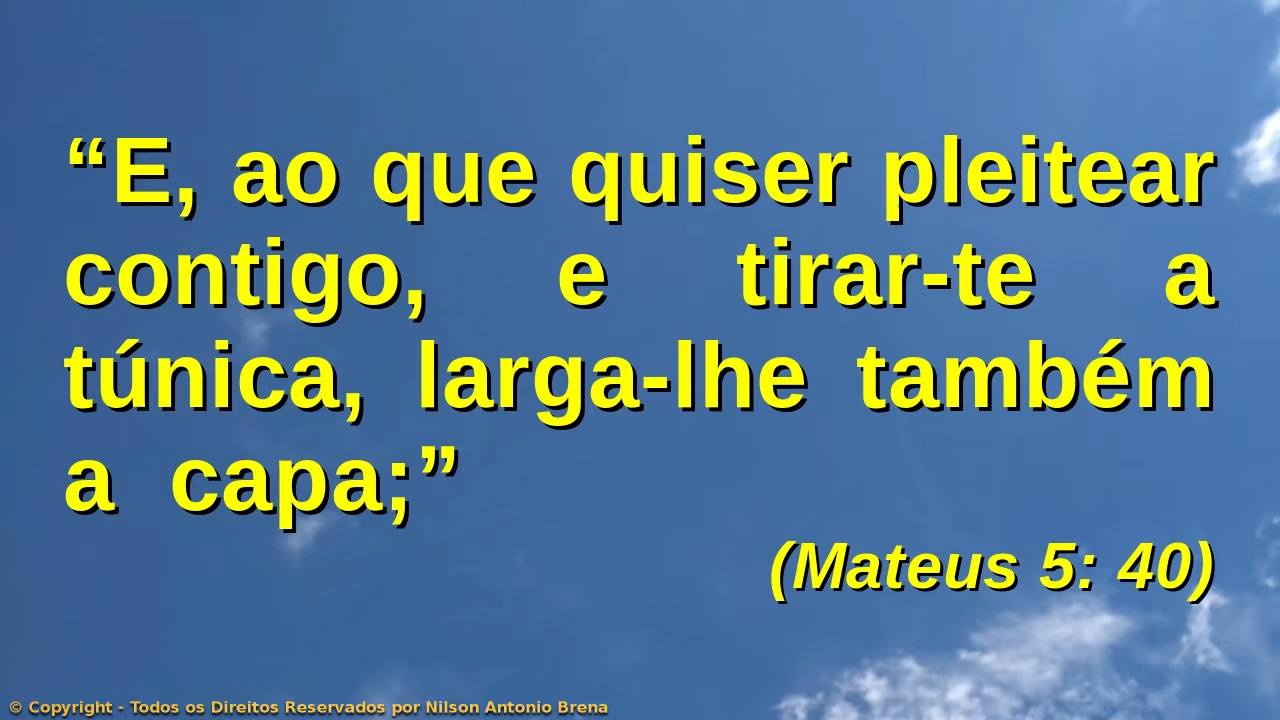 “E, ao que quiser pleitear
contigo, e tirar-te a
túnica, larga-lhe também
a capa;”
(Mateus 5: 40)
© Copyright - Todos os Direitos Reservados por Nilson Antonio Brena